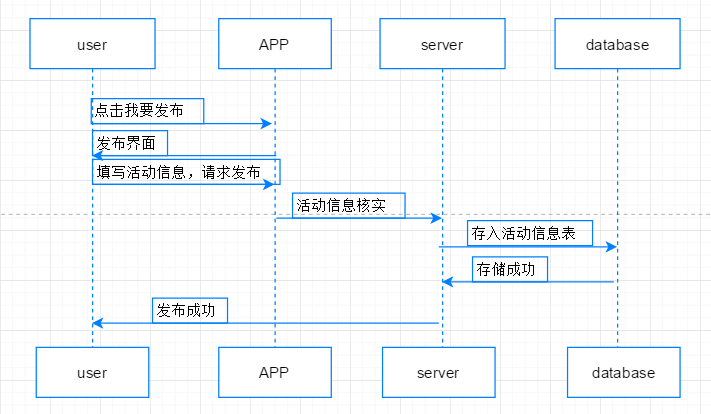 user
APP
server
database
点击我要发布
发布界面
填写活动信息，请求发布
活动信息核实
存入活动信息表
存储成功
发布成功
user
APP
server
database